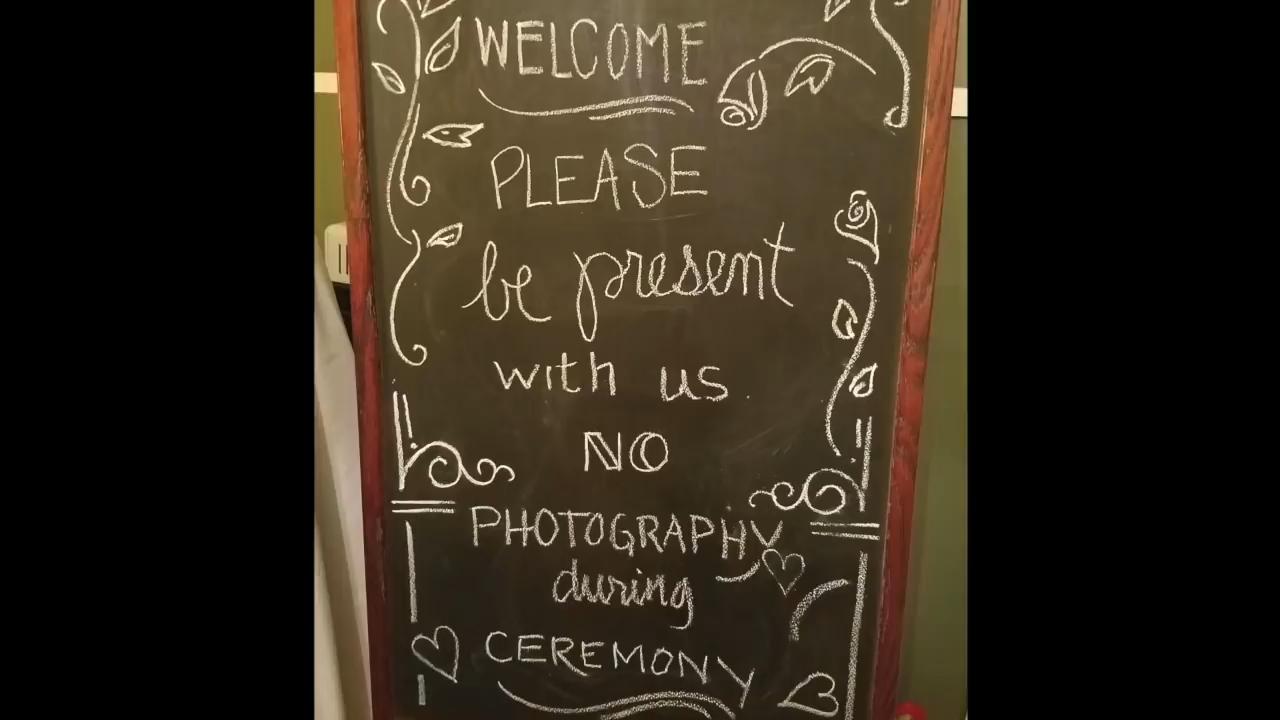 WELCOME
PLEASE
be present
with us.
NO
PHOTOGRAPHY
during
CEREMONY